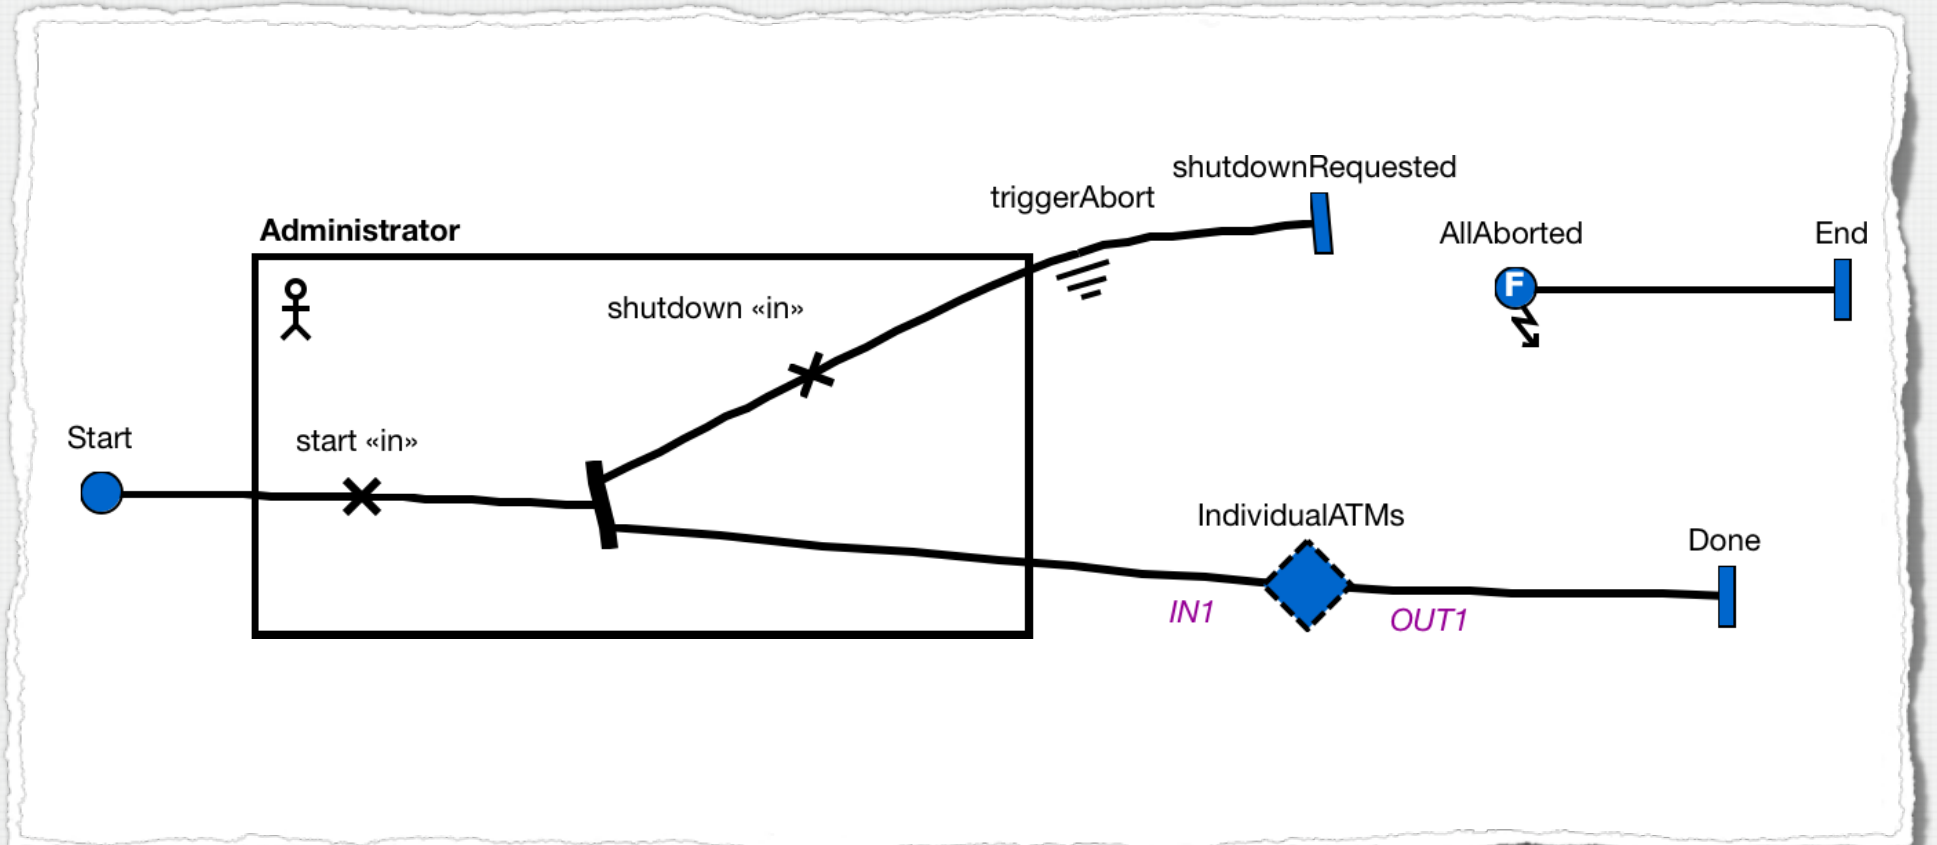 shutdownRequested
triggerAbort
Administrator
AllAborted
End
shutdown «in»
F
Start
start «in»
IndividualATMs
Done
IN1
OUT1